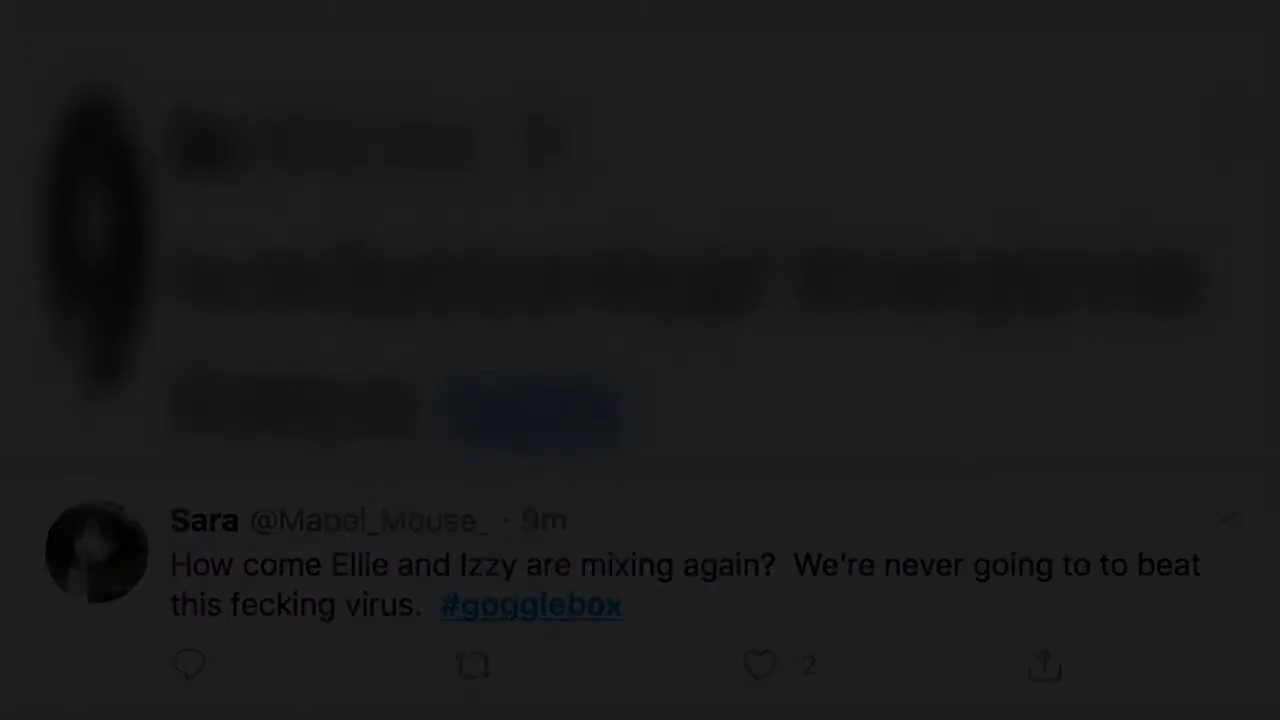 Sara @Mabel_Mouse_ · 9m
How come Ellie and Izzy are mixing again? We're never going to to beat
this fecking virus. #gogglebox
2